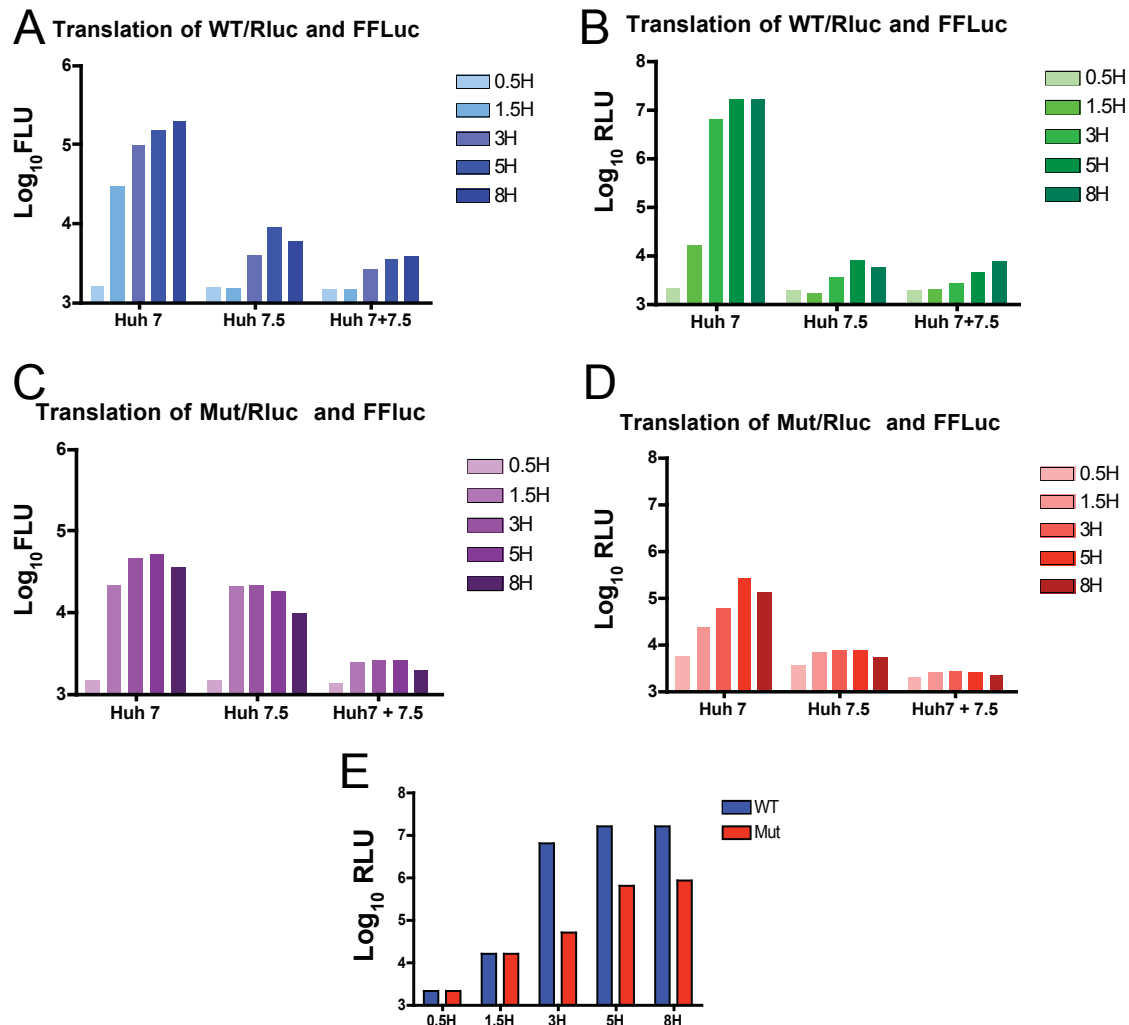 A
Translation of WT/Rluc and FFLuc
Log10 FLU
6
5
4
3
Huh 7
Huh 7.5
Huh 7+7.5
0.5H
1.5H
3H
5H
8H
B
Translation of WT/Rluc and FFLuc
Log10 RLU
8
7
6
5
4
3
Huh 7
Huh 7.5
Huh 7+7.5
0.5H
1.5H
3H
5H
8H
C
Translation of Mut/Rluc and FFluc
Log10 FLU
6
5
4
3
Huh 7
Huh 7.5
Huh7 + 7.5
0.5H
1.5H
3H
5H
8H
D
Translation of Mut/Rluc and FFLuc
Log10 RLU
8
7
6
5
4
3
Huh 7
Huh 7.5
Huh7 + 7.5
0.5H
1.5H
3H
5H
8H
E
Log10 RLU
8
7
6
5
4
3
0.5H
1.5H
3H
5H
8H
WT
Mut